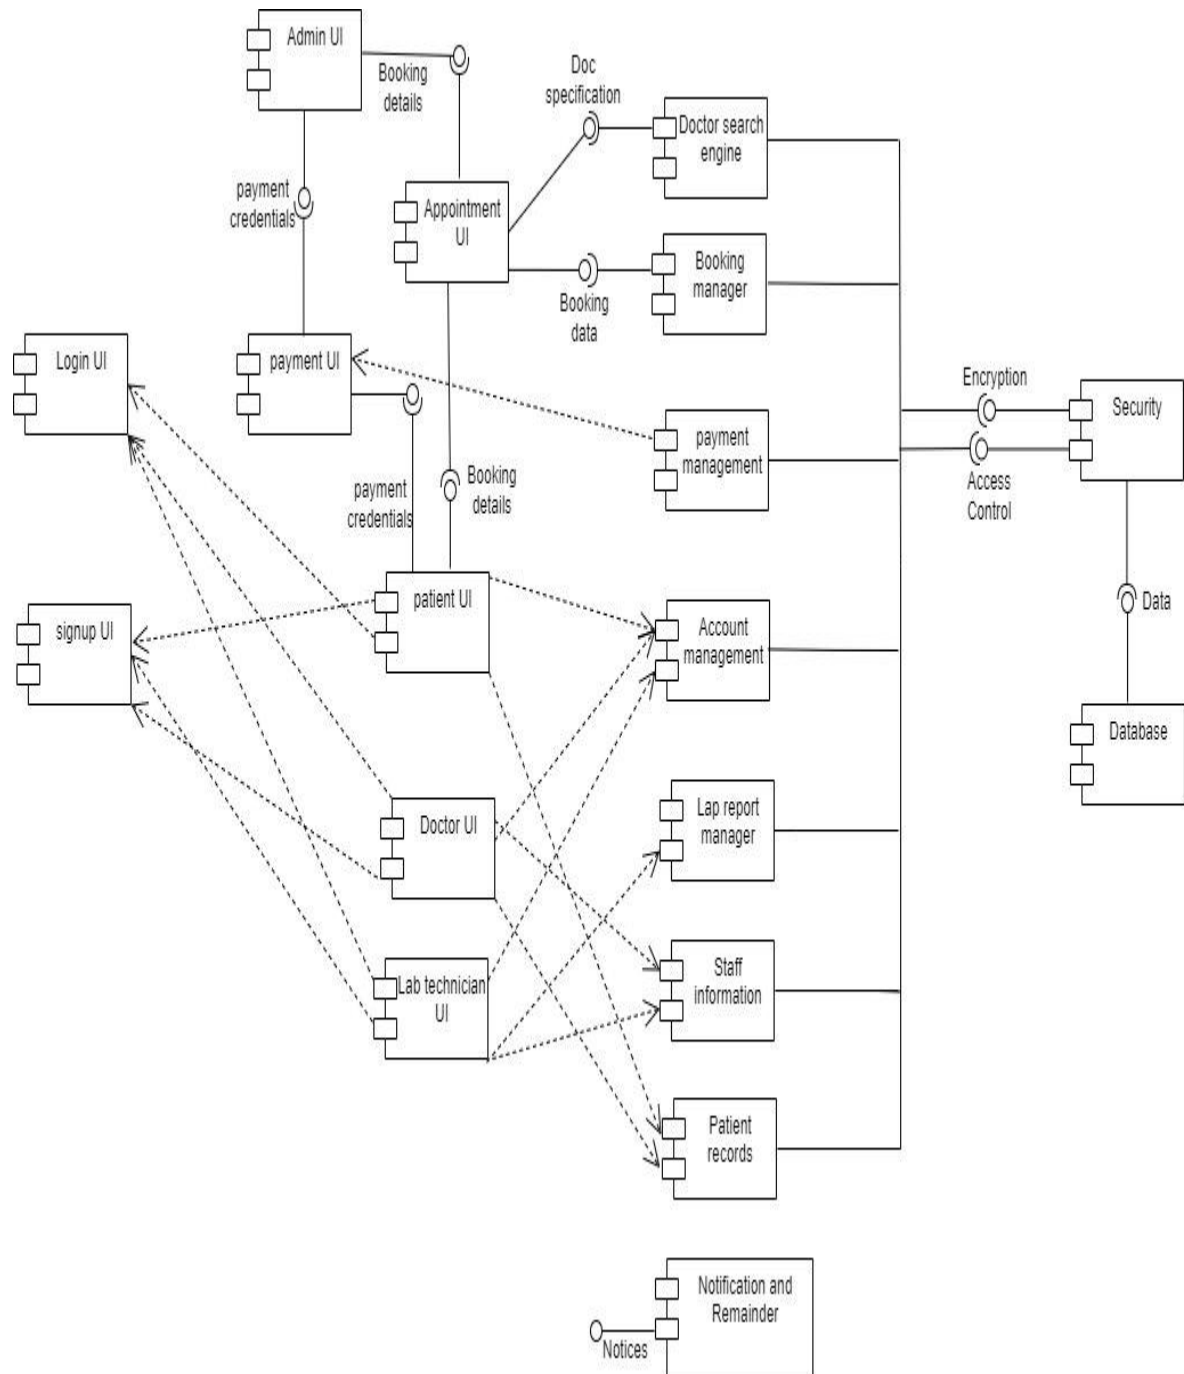 Admin UI
Booking
details
Doc
specification
Doctor search
engine
payment
credentials
Appointment
UI
Booking
manager
Booking
data
Login UI
payment UI
Encryption
Security
payment
management
Access
Control
payment
credentials
Booking
details
patient UI
signup UI
Account
management
Data
Database
Doctor UI
Lap report
manager
Lab technician
UI
Staff
information
Patient
records
Notification and
Remainder
Notices